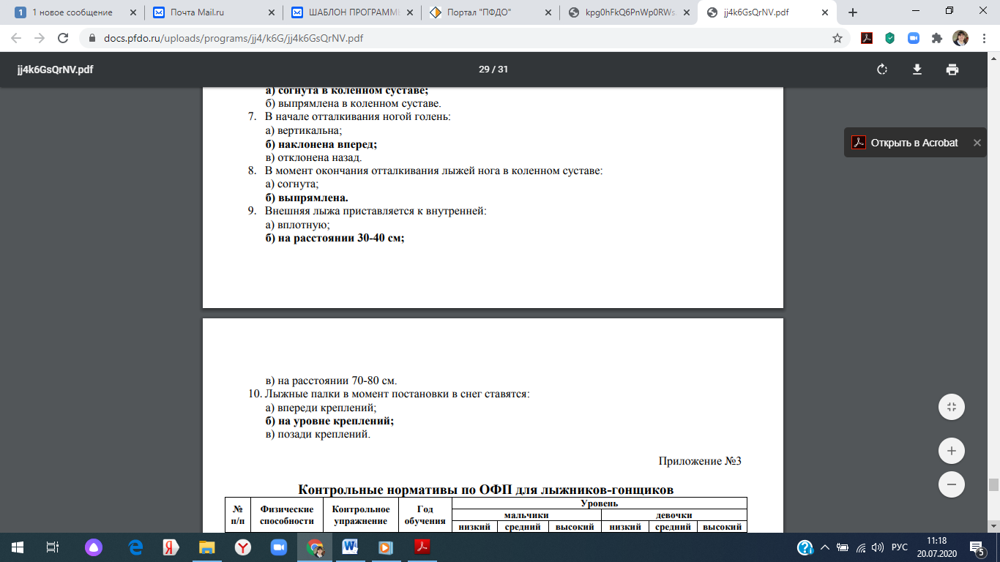 1 новое сообщение
Почта Mail.ru
ШАБЛОН ПРОГРАММЫ
Портал "ПФДО"
kpg0hFkQ6PnWp0RWs
jj4k6GsQrNV.pdf
docs.pfdo.ru/uploads/programs/jj4/k6G/jj4k6GsQrNV.pdf
jj4k6GsQrNV.pdf
29 / 31
Открыть в Acrobat
а) согнута в коленном суставе;
б) выпрямлена в коленном суставе.
7. В начале отталкивания ногой голень:
а) вертикальна;
б) наклонена вперед;
в) отклонена назад.
8. В момент окончания отталкивания лыжей нога в коленном суставе:
а) согнута;
б) выпрямлена.
9. Внешняя лыжа приставляется к внутренней:
а) вплотную;
б) на расстоянии 30-40 см;
в) на расстоянии 70-80 см.
10. Лыжные палки в момент постановки в снег ставятся:
а) впереди креплений;
б) на уровне креплений;
в) позади креплений.
Приложение №3
Контрольные нормативы по ОФП для лыжников-гонщиков
№ п/п
Физические способности
Контрольное упражнение
Год обучения
Уровень
мальчики девочки
низкий средний высокий низкий средний высокий
РУС
11:18
20.07.2020
5